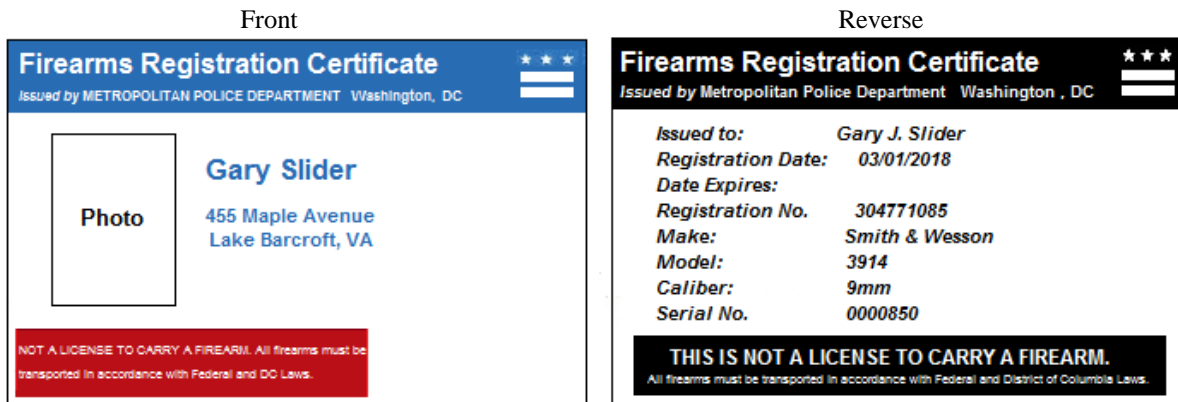 Front
Firearms Registration Certificate
Issued by METROPOLITAN POLICE DEPARTMENT Washington, DC
Photo
Gary Slider
455 Maple Avenue
Lake Barcroft, VA
NOT A LICENSE TO CARRY A FIREARM. All firearms must be
transported in accordance with Federal and DC Laws.
Reverse
Firearms Registration Certificate
Issued by Metropolitan Police Department Washington , DC
Issued to: Gary J. Slider
Registration Date: 03/01/2018
Date Expires:
Registration No. 304771085
Make: Smith & Wesson
Model: 3914
Caliber: 9mm
Serial No. 0000850
THIS IS NOT A LICENSE TO CARRY A FIREARM.
All firearms must be transported in accordance with Federal and District of Columbia Laws.